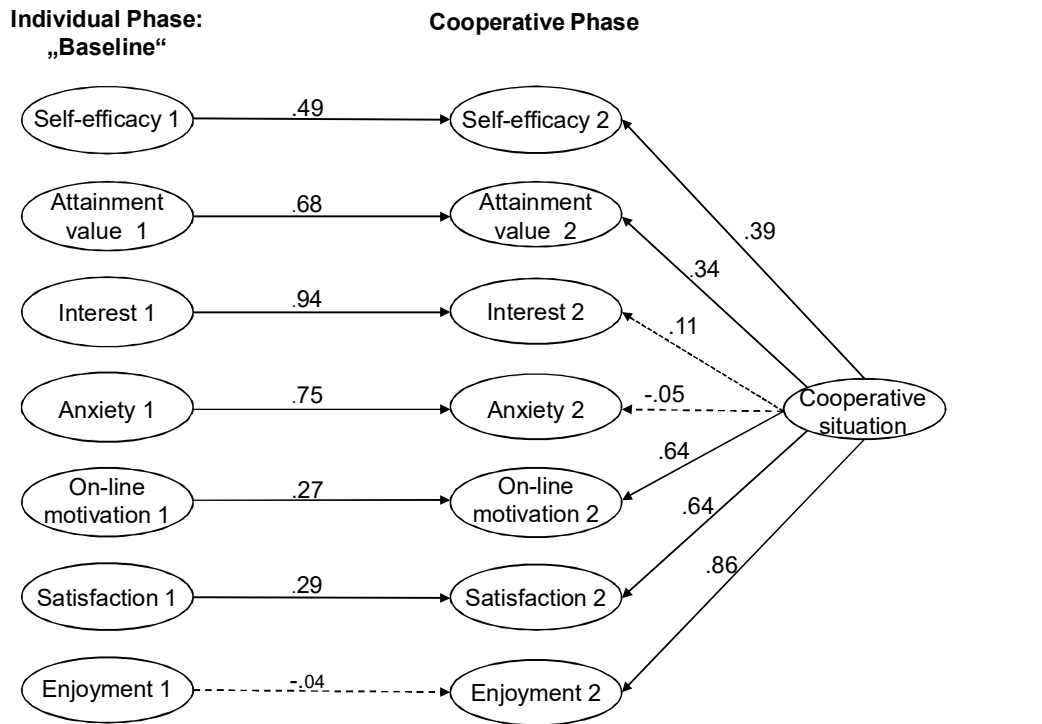 Individual Phase:
„Baseline“
Cooperative Phase
Self-efficacy 1
.49
Self-efficacy 2
Attainment
value 1
.68
Attainment
value 2
.39
.34
Interest 1
.94
Interest 2
.11
Anxiety 1
.75
Anxiety 2
-.05
Cooperative
situation
On-line
motivation 1
.27
On-line
motivation 2
.64
Satisfaction 1
.29
Satisfaction 2
.64
.86
Enjoyment 1
-.04
Enjoyment 2